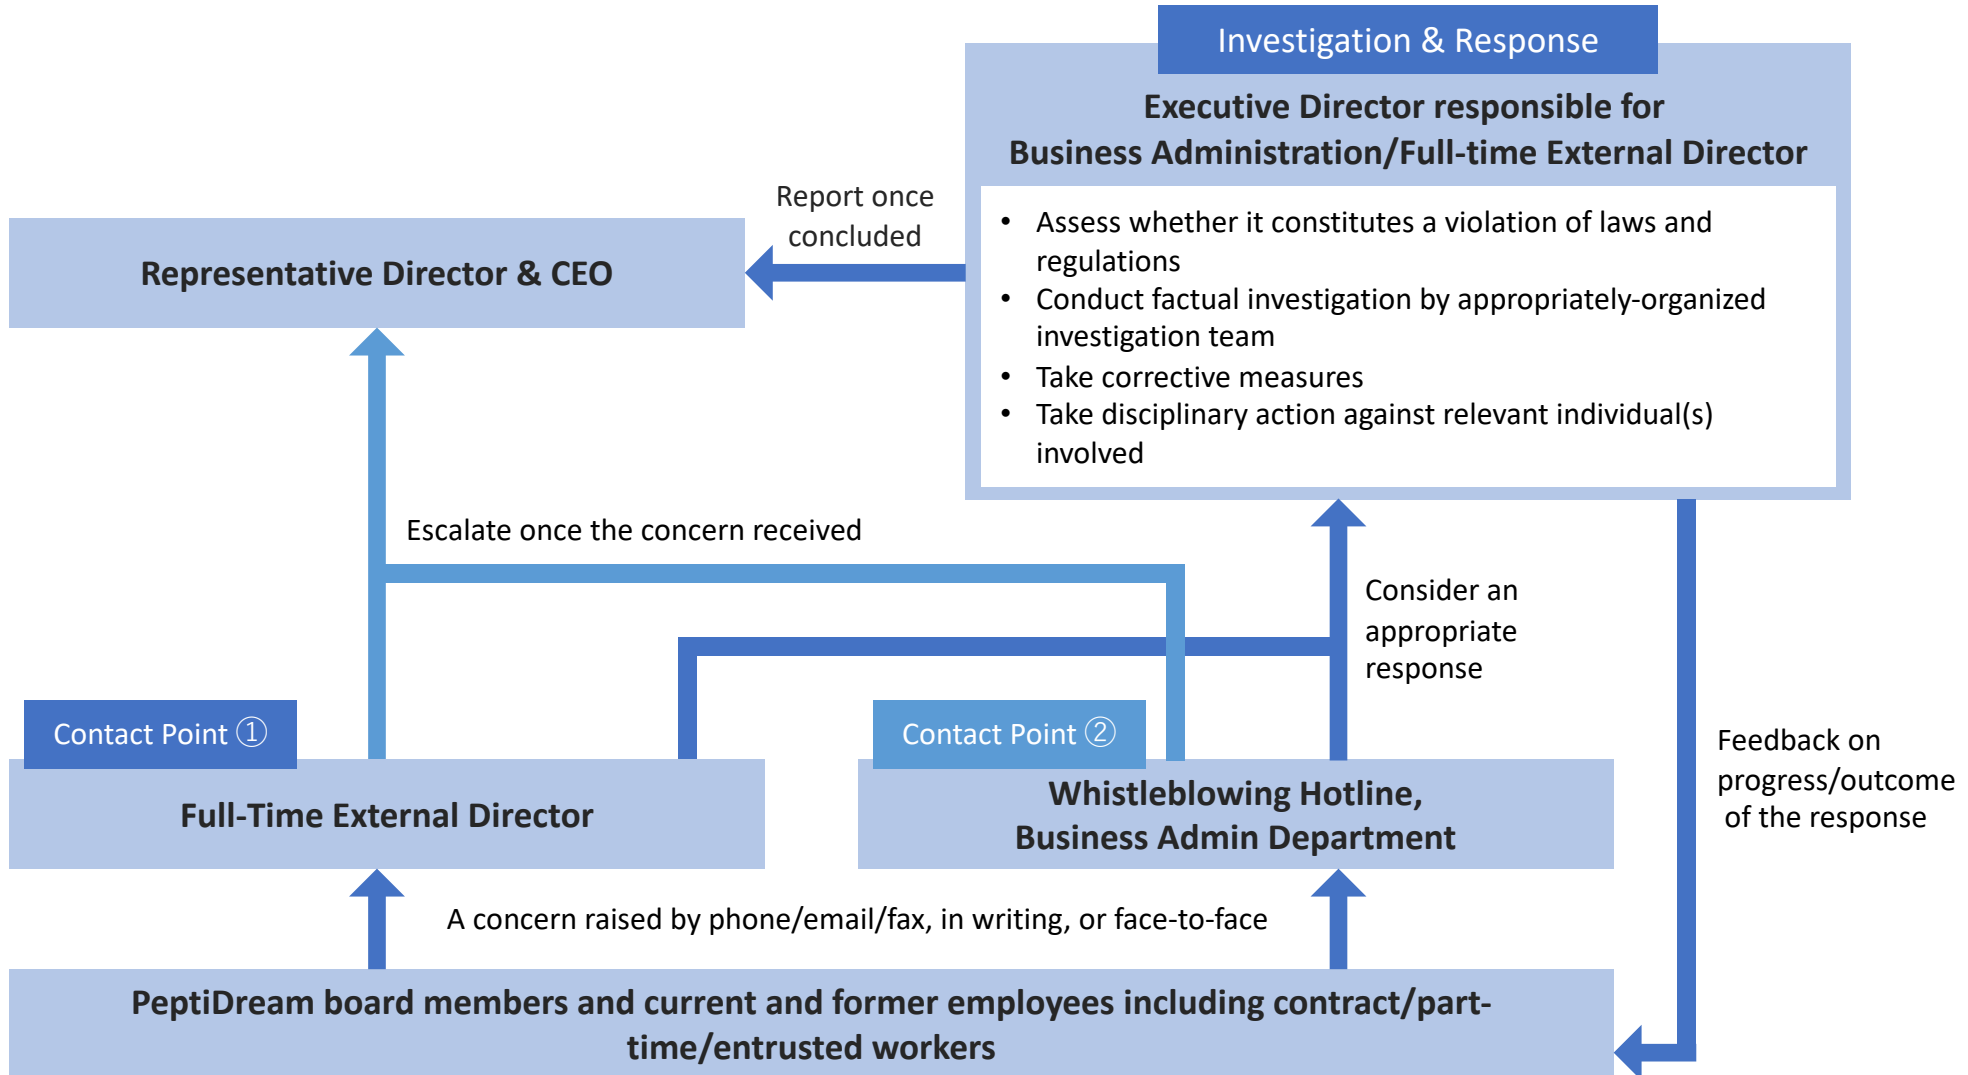 Investigation & Response
Executive Director responsible for
Business Administration/Full-time External Director
• Assess whether it constitutes a violation of laws and
regulations
• Conduct factual investigation by appropriately-organized
investigation team
• Take corrective measures
• Take disciplinary action against relevant individual(s)
involved
Report once
concluded
Representative Director & CEO
Escalate once the concern received
Consider an
appropriate
response
Contact Point ①
Full-Time External Director
Contact Point ②
Whistleblowing Hotline,
Business Admin Department
Feedback on
progress/outcome
of the response
A concern raised by phone/email/fax, in writing, or face-to-face
PeptiDream board members and current and former employees including contract/part-
time/entrusted workers